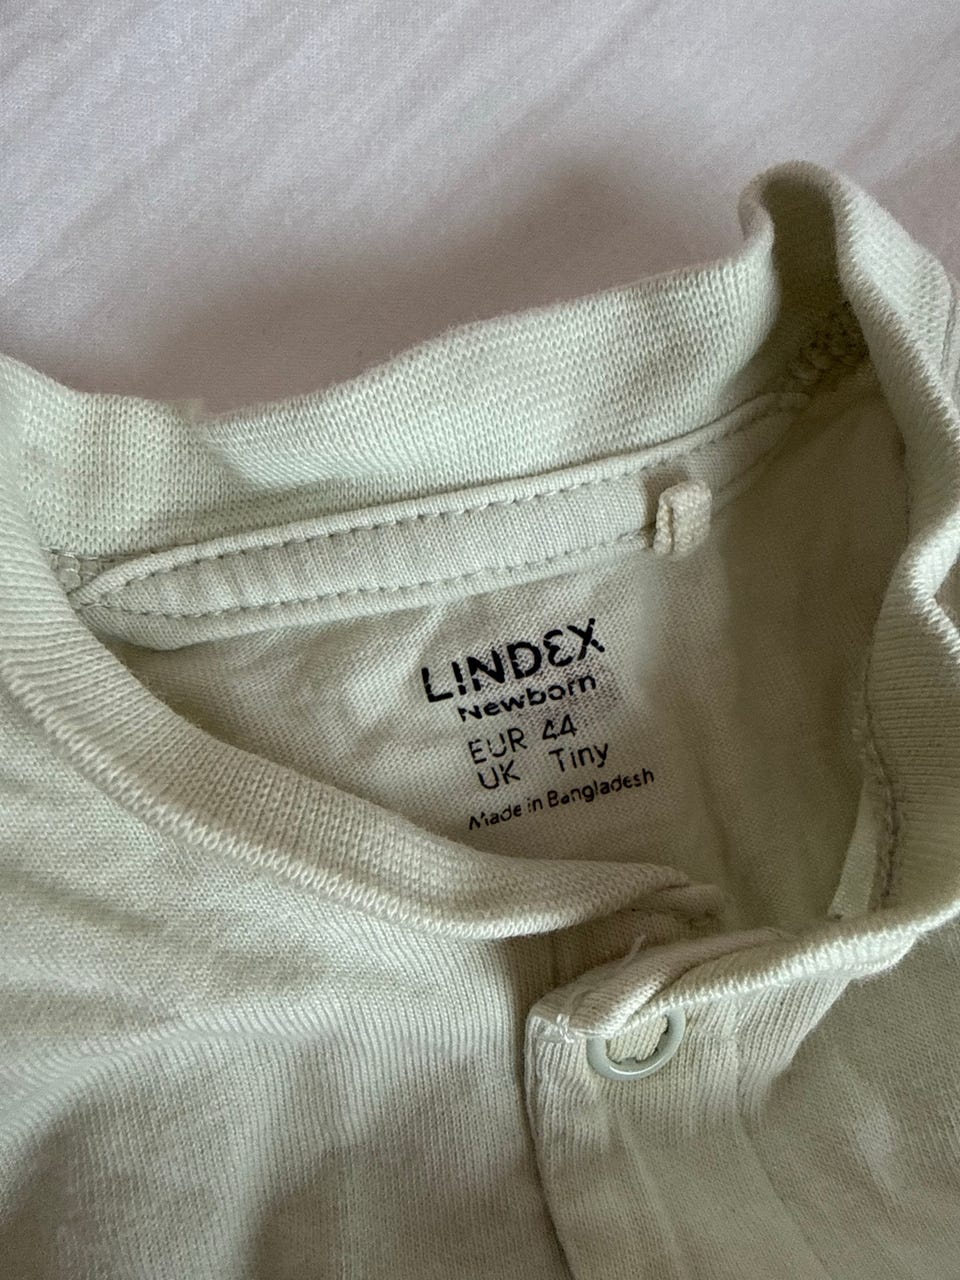 LINDEX
Newborn
EUR 44
UK Tiny
Made in Bangladesh